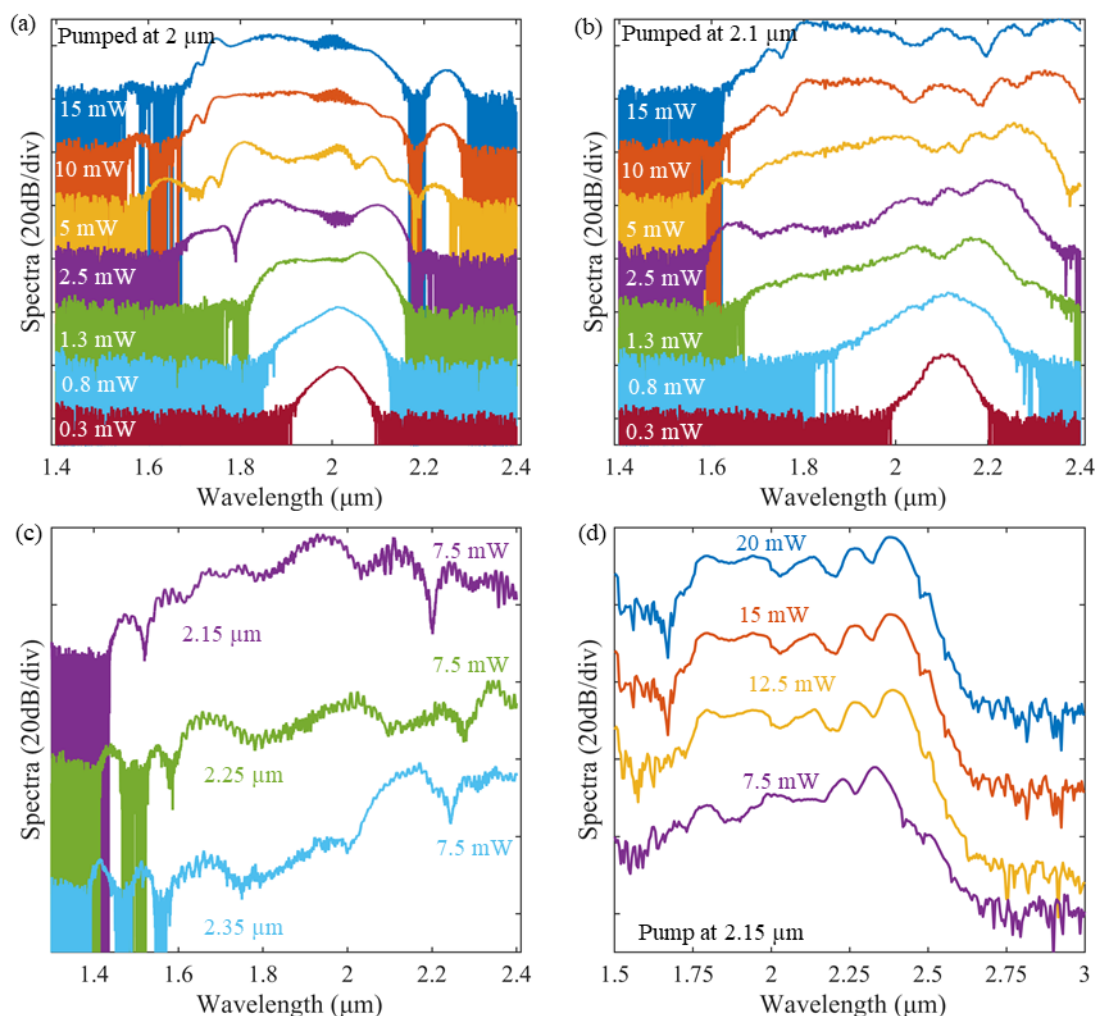 (a)
Pumped at 2 µm
Spectra (20dB/div)
15 mW
10 mW
5 mW
2.5 mW
1.3 mW
0.8 mW
0.3 mW
1.4 1.6 1.8 2 2.2 2.4
Wavelength (µm)
(b)
Pumped at 2.1 µm
Spectra (20dB/div)
15 mW
10 mW
5 mW
2.5 mW
1.3 mW
0.8 mW
0.3 mW
1.4 1.6 1.8 2 2.2 2.4
Wavelength (µm)
(c)
Spectra (20dB/div)
7.5 mW
2.15 µm
7.5 mW
2.25 µm
7.5 mW
2.35 µm
1.4 1.6 1.8 2 2.2 2.4
Wavelength (µm)
(d)
Spectra (20dB/div)
20 mW
15 mW
12.5 mW
7.5 mW
Pump at 2.15 µm
1.5 1.75 2 2.25 2.5 2.75 3
Wavelength (µm)